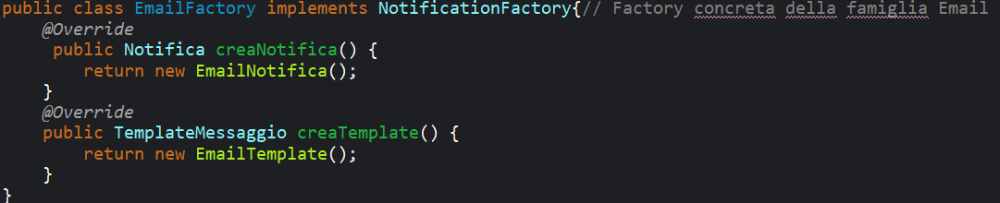 public class EmailFactory implements NotificationFactory{// Factory concreta della famiglia Email
@Override
public Notifica creaNotifica() {
return new EmailNotifica();
}
@Override
public TemplateMessaggio creaTemplate() {
return new EmailTemplate();
}
}